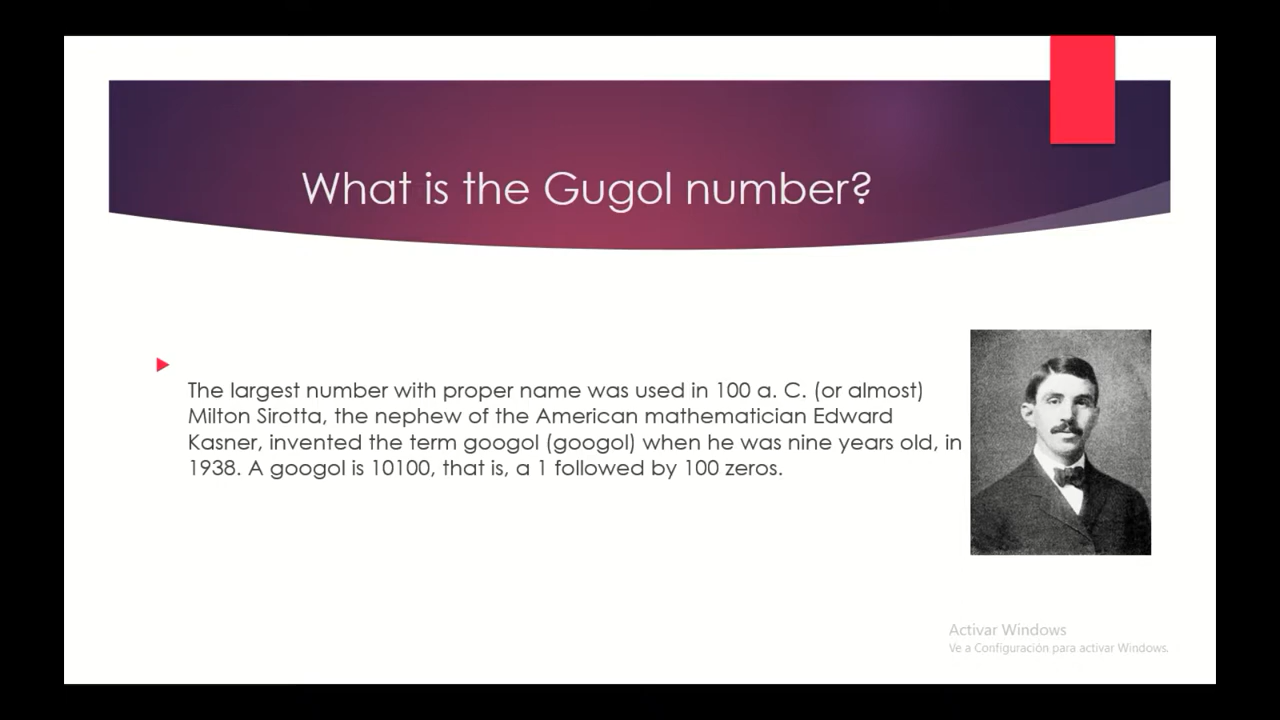 What is the Gugol number?
The largest number with proper name was used in 100 a. C. (or almost)
Milton Sirotta, the nephew of the American mathematician Edward
Kasner, invented the term googol (googol) when he was nine years old, in
1938. A googol is 10100, that is, a 1 followed by 100 zeros.
Activar Windows
Ve a Configuración para activar Windows.